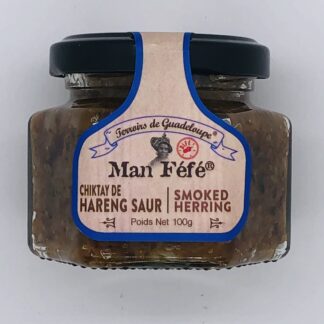 Terroirs de Guadeloupe®
Man Féfé®
CHIKTAY DE
HARENG SAUR
SMOKED
HERRING
Poids Net 100g